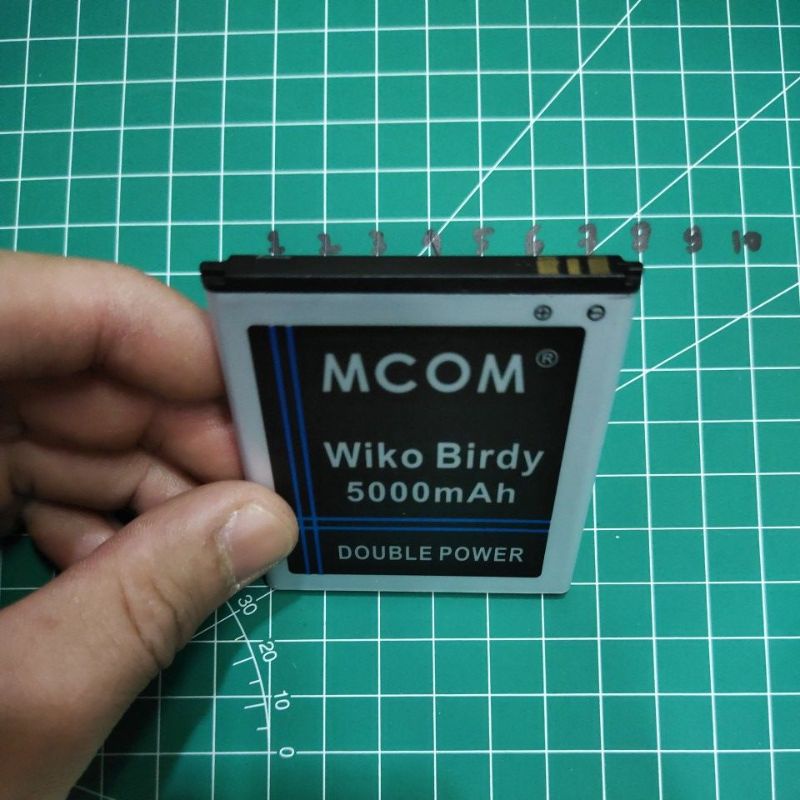 1 2 3 4 5 6 7 8 9 10
⊕ ⊖
MCOM®
Wiko Birdy
5000mAh
DOUBLE POWER
30
20
10
0